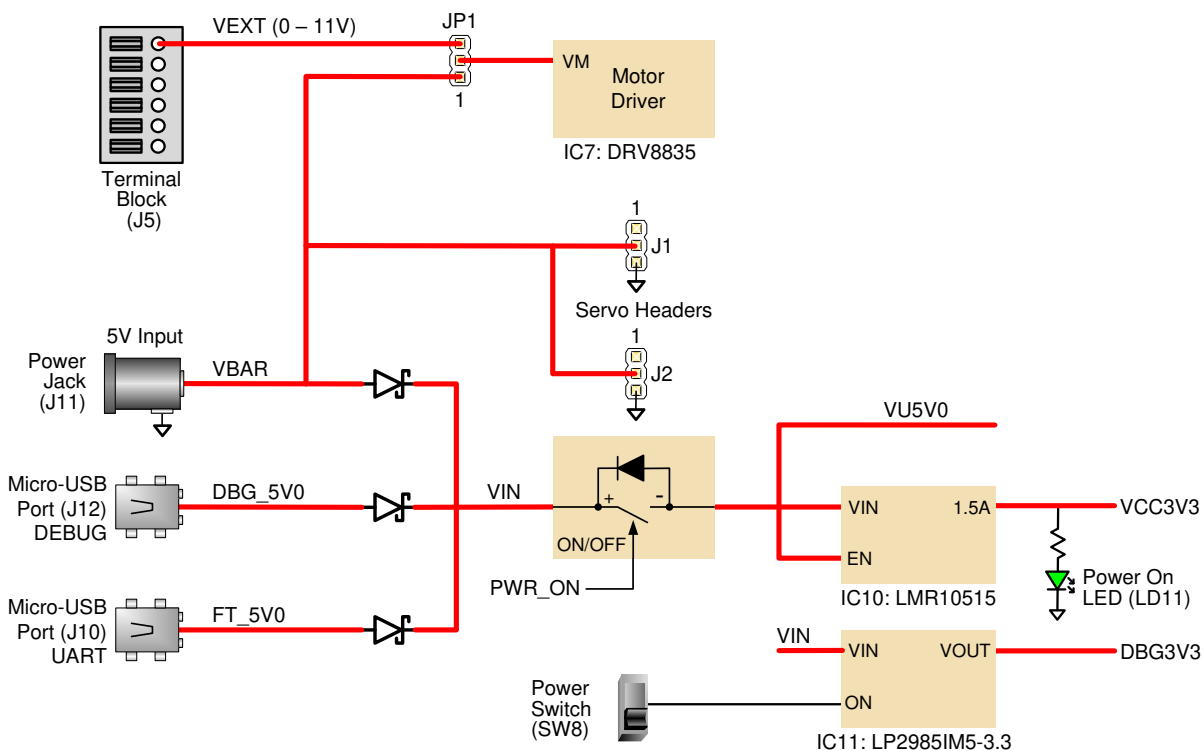 VEXT (0 – 11V)
JP1
1
VM
Motor
Driver
IC7: DRV8835
Terminal
Block
(J5)
1
J1
Servo Headers
1
J2
5V Input
Power
Jack
(J11)
VBAR
Micro-USB
Port (J12)
DEBUG
DBG_5V0
VIN
+
-
ON/OFF
PWR_ON
VU5V0
VIN
1.5A
EN
VCC3V3
IC10: LMR10515
Power On
LED (LD11)
Micro-USB
Port (J10)
UART
FT_5V0
VIN
VIN
VOUT
ON
DBG3V3
IC11: LP2985IM5-3.3
Power
Switch
(SW8)